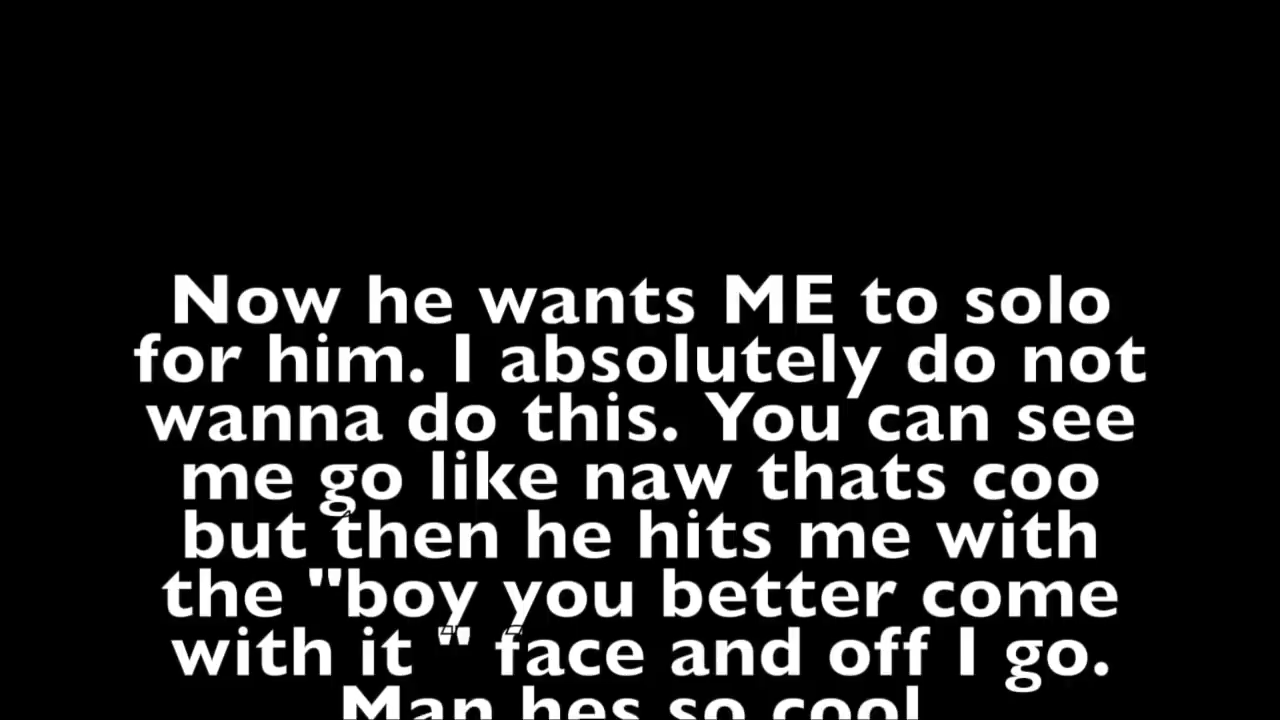 Now he wants ME to solo
for him. I absolutely do not
wanna do this. You can see
me go like naw thats coo
but then he hits me with
the "boy you better come
with it " face and off I go.
Man hes so cool